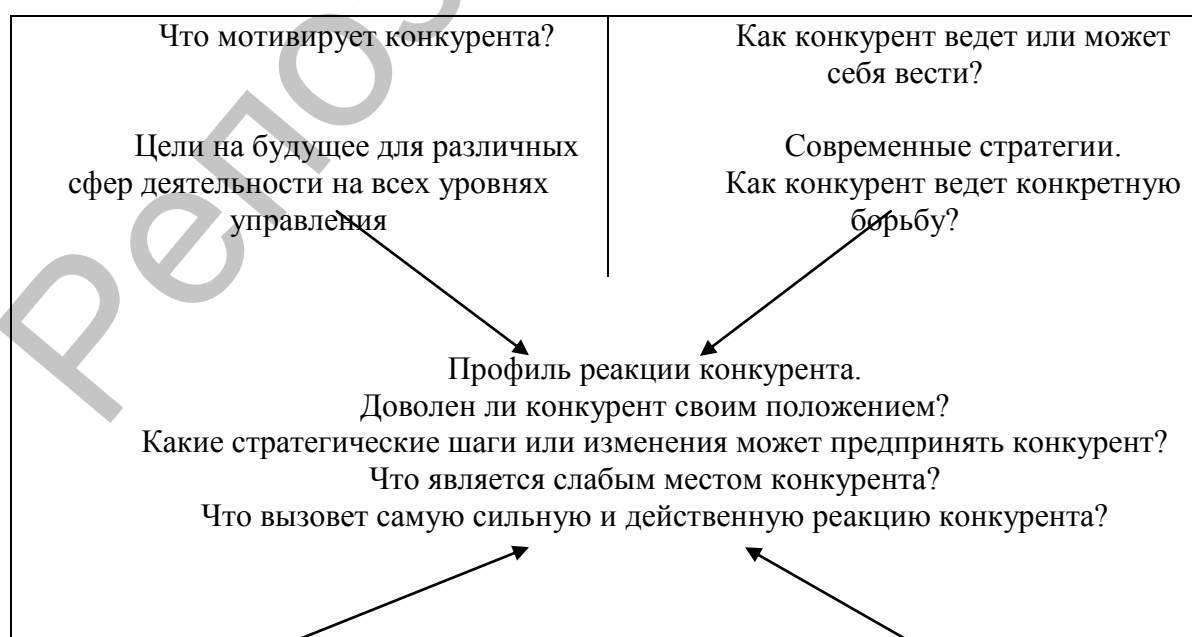 Что мотивирует конкурента?
Цели на будущее для различных
сфер деятельности на всех уровнях
управления
Как конкурент ведет или может
себя вести?
Современные стратегии.
Как конкурент ведет конкретную
борьбу?
Профиль реакции конкурента.
Доволен ли конкурент своим положением?
Какие стратегические шаги или изменения может предпринять конкурент?
Что является слабым местом конкурента?
Что вызовет самую сильную и действенную реакцию конкурента?